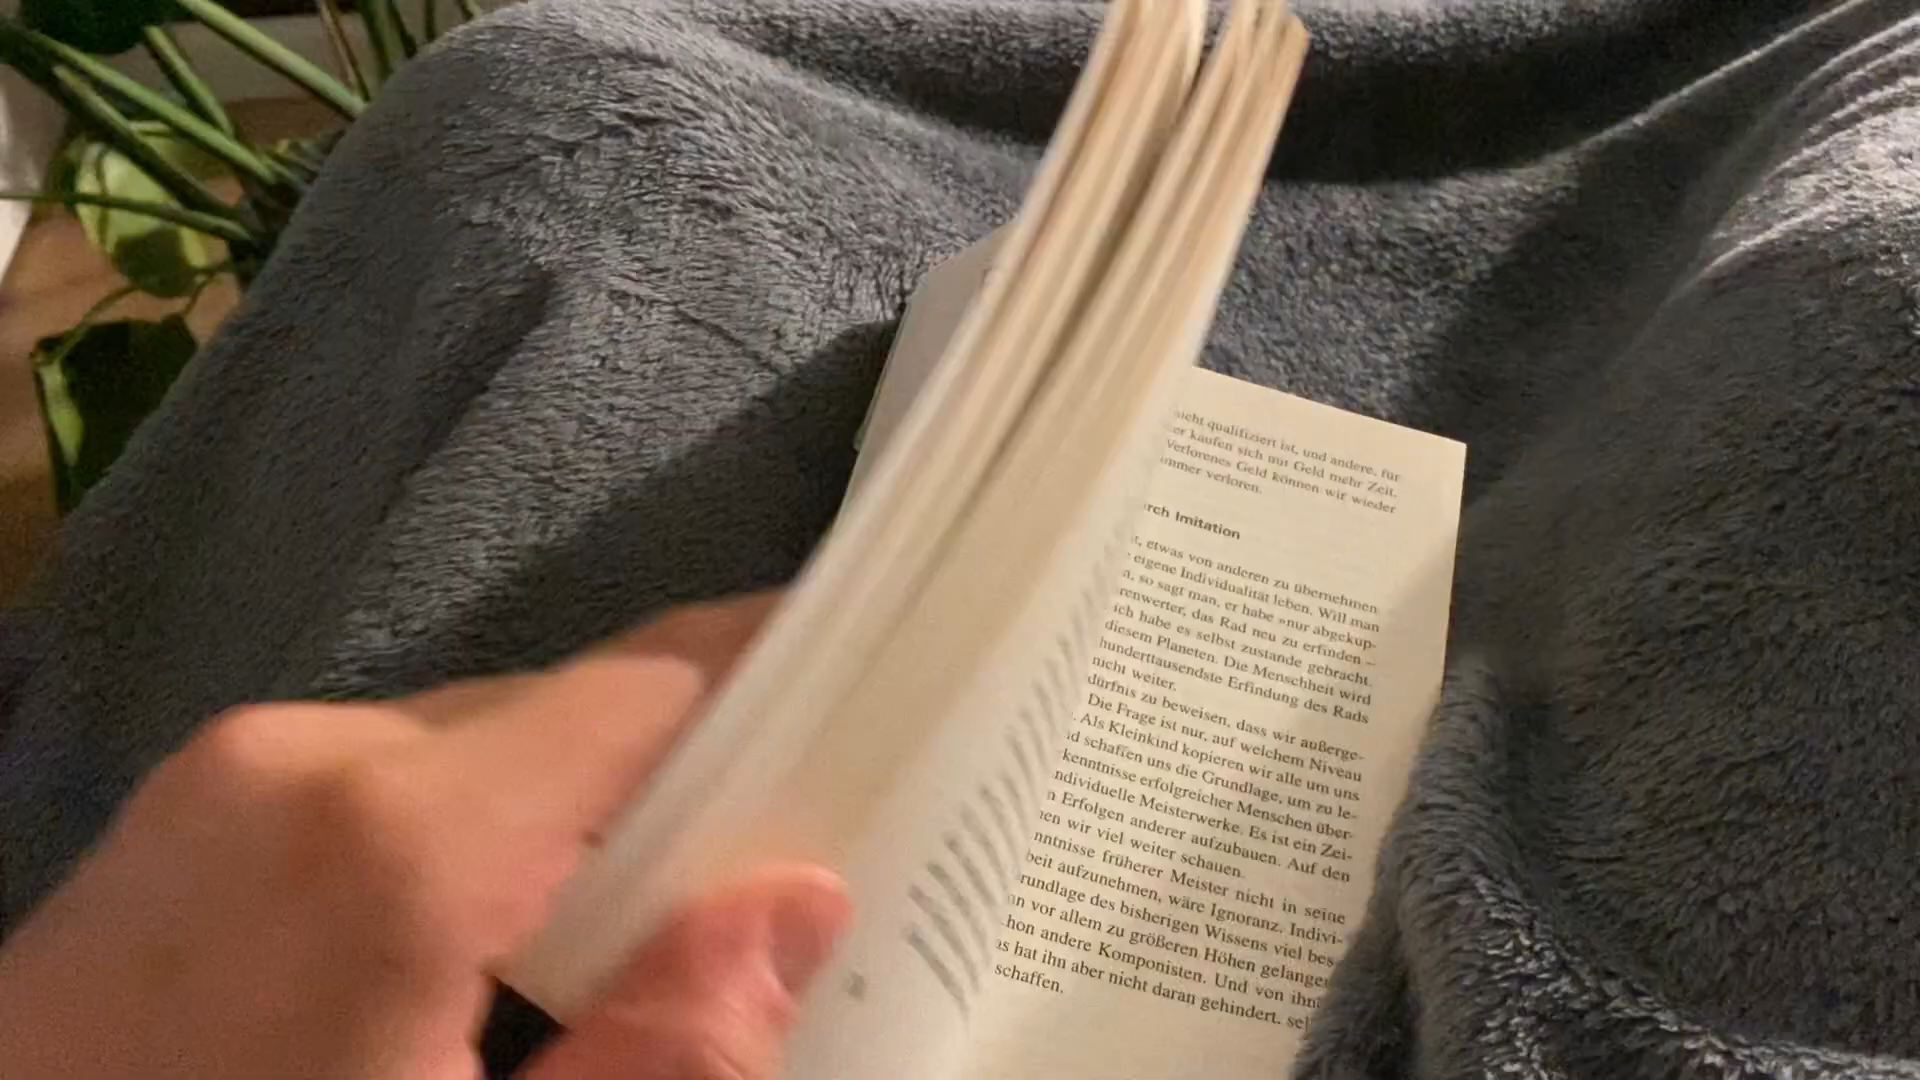 nicht qualifiziert ist, und andere, für
kaufen sich mit Geld mehr Zeit.
Verlorenes Geld können wir wieder
immer verloren.
rch Imitation
t, etwas von anderen zu übernehmen
eigene Individualität leben. Will man
n, so sagt man, er habe »nur abgekup-
renwerter, das Rad neu zu erfinden –
ich habe es selbst zustande gebracht.
diesem Planeten. Die Menschheit wird
hunderttausendste Erfindung des Rads
nicht weiter.
dürfnis zu beweisen, dass wir außerge-
Die Frage ist nur, auf welchem Niveau
. Als Kleinkind kopieren wir alle um uns
nd schaffen uns die Grundlage, um zu le-
kenntnisse erfolgreicher Menschen über-
ndividuelle Meisterwerke. Es ist ein Zei-
n Erfolgen anderer aufzubauen. Auf den
nen wir viel weiter schauen.
nntnisse früherer Meister nicht in seine
beit aufzunehmen, wäre Ignoranz. Indivi-
rundlage des bisherigen Wissens viel bes-
nn vor allem zu größeren Höhen gelangen
hon andere Komponisten. Und von ihn
as hat ihn aber nicht daran gehindert, sel
schaffen.